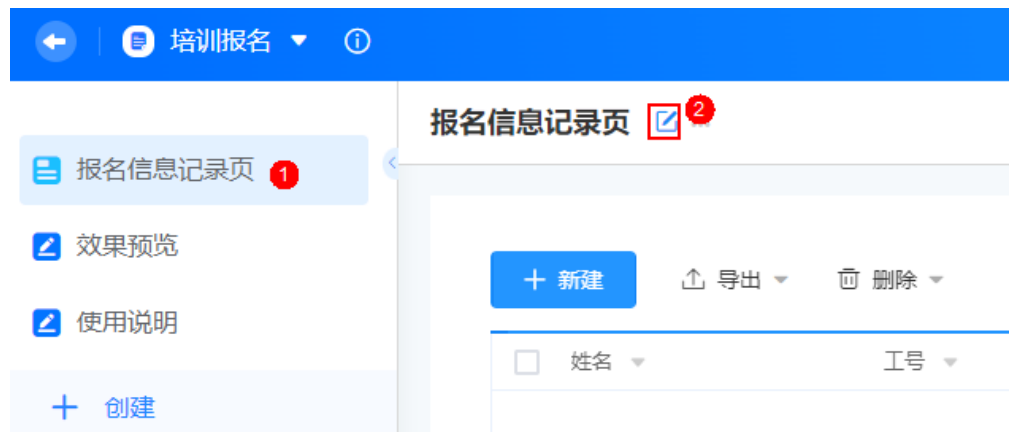 培训报名
报名信息记录页 2
报名信息记录页 1
效果预览
使用说明
创建
新建 导出 删除
姓名 工号